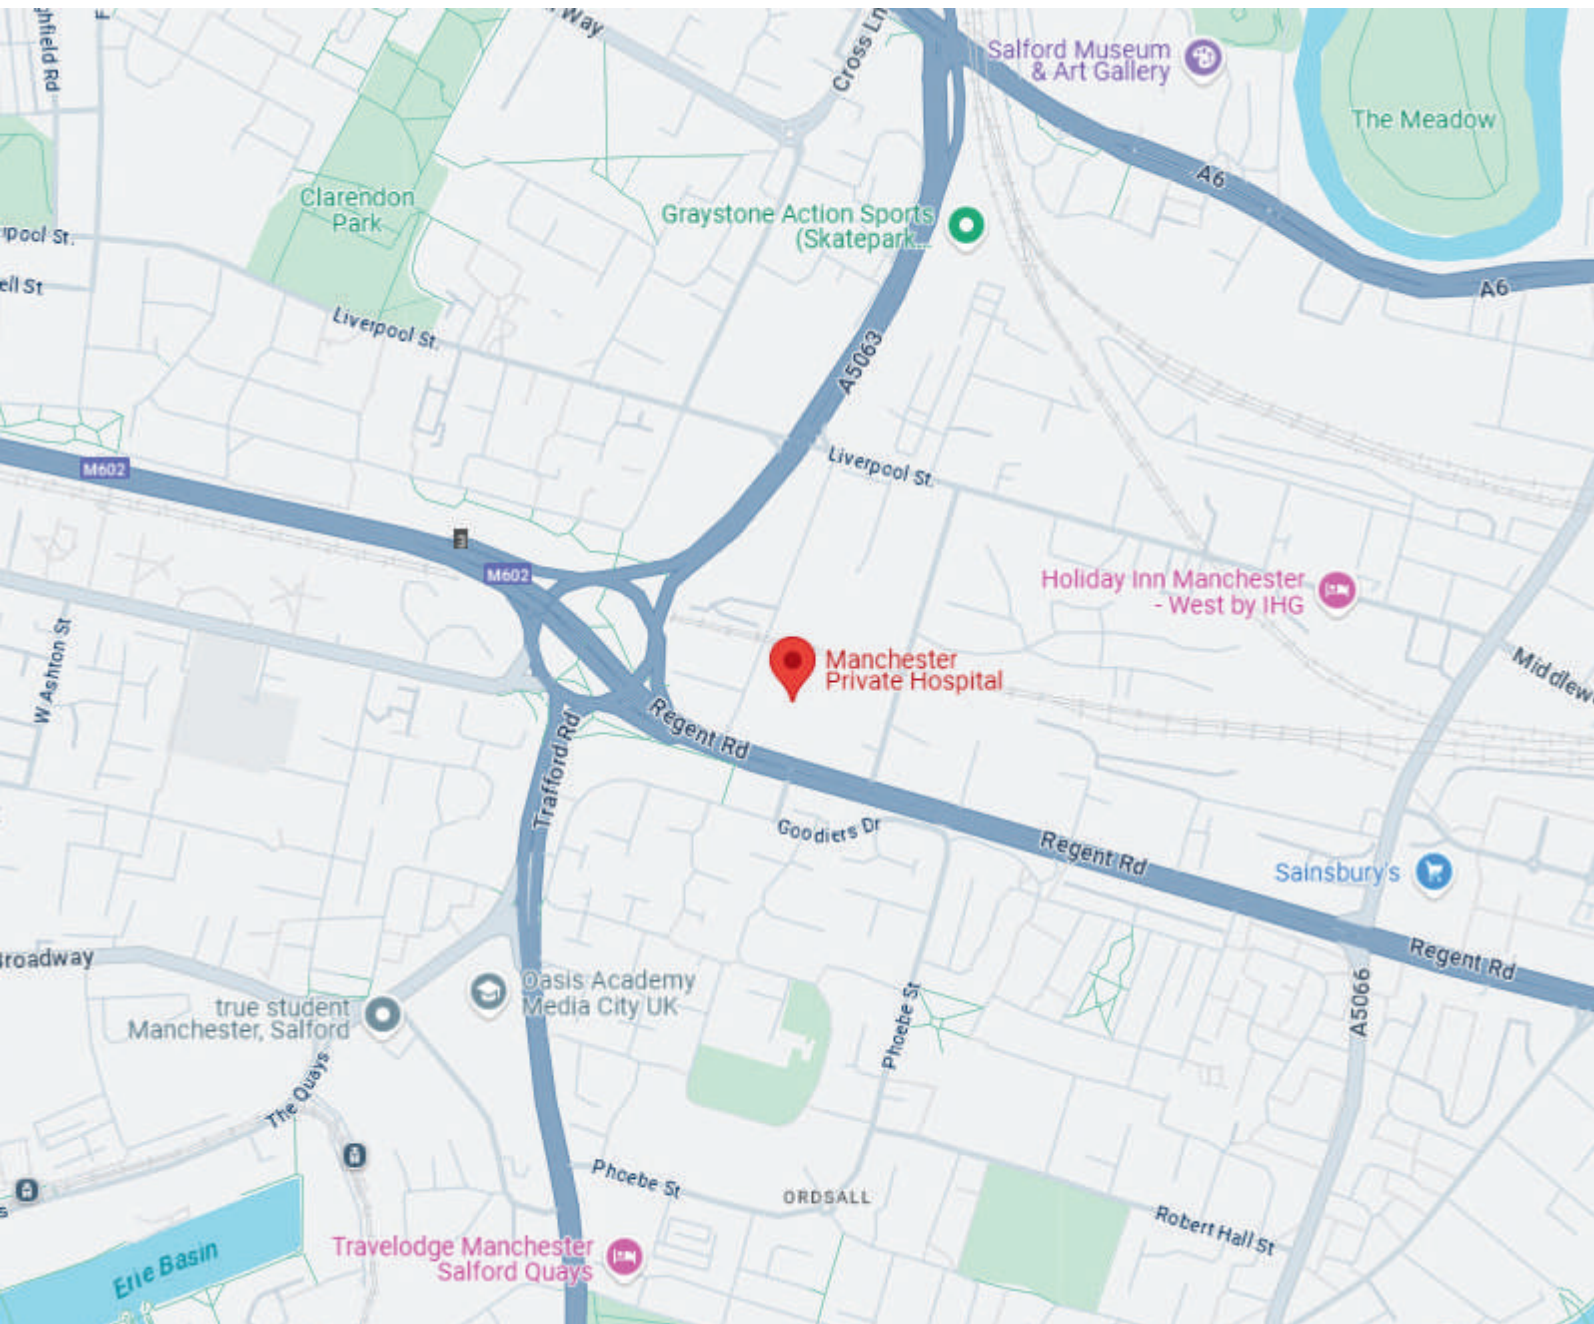 Way
Cross Ln
Salford Museum
& Art Gallery
The Meadow
A6
Clarendon
Park
Graystone Action Sports
(Skatepark...
A6
Liverpool St.
A5063
M602
Liverpool St.
M602
Holiday Inn Manchester
- West by IHG
W Ashton St
Manchester
Private Hospital
Regent Rd
Trafford Rd
Goodiers Dr
Regent Rd
Sainsbury's
Regent Rd
Oasis Academy
Media City UK
true student
Manchester, Salford
Phoebe St
A5066
The Quays
Phoebe St
ORDSALL
Robert Hall St
Travelodge Manchester
Salford Quays
Erie Basin